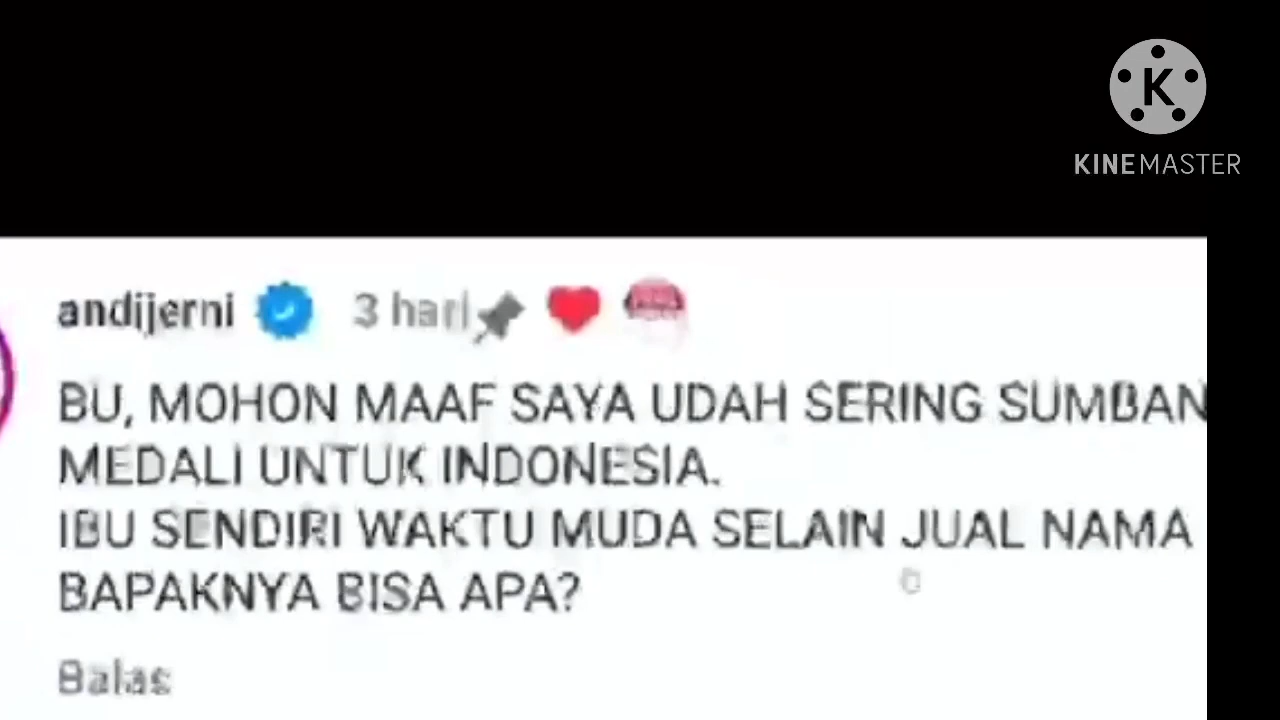 KINEMASTER
andijerni 3 hari
BU, MOHON MAAF SAYA UDAH SERING SUMBAN
MEDALI UNTUK INDONESIA.
IBU SENDIRI WAKTU MUDA SELAIN JUAL NAMA
BAPAKNYA BISA APA?
Balas